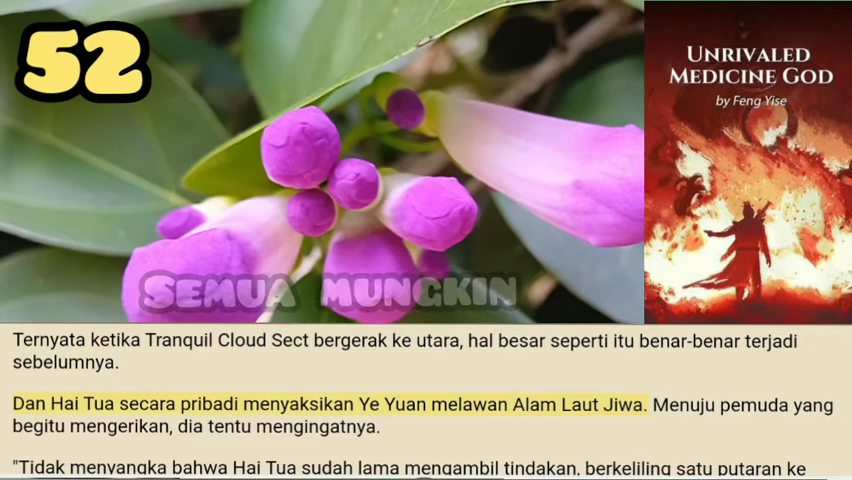 52
UNRIVALED
MEDICINE GOD
by Feng Yise
SEMUA MUNGKIN
Ternyata ketika Tranquil Cloud Sect bergerak ke utara, hal besar seperti itu benar-benar terjadi
sebelumnya.
Dan Hai Tua secara pribadi menyaksikan Ye Yuan melawan Alam Laut Jiwa. Menuju pemuda yang
begitu mengerikan, dia tentu mengingatnya.
"Tidak menyangka bahwa Hai Tua sudah lama mengambil tindakan, berkeliling satu putaran ke